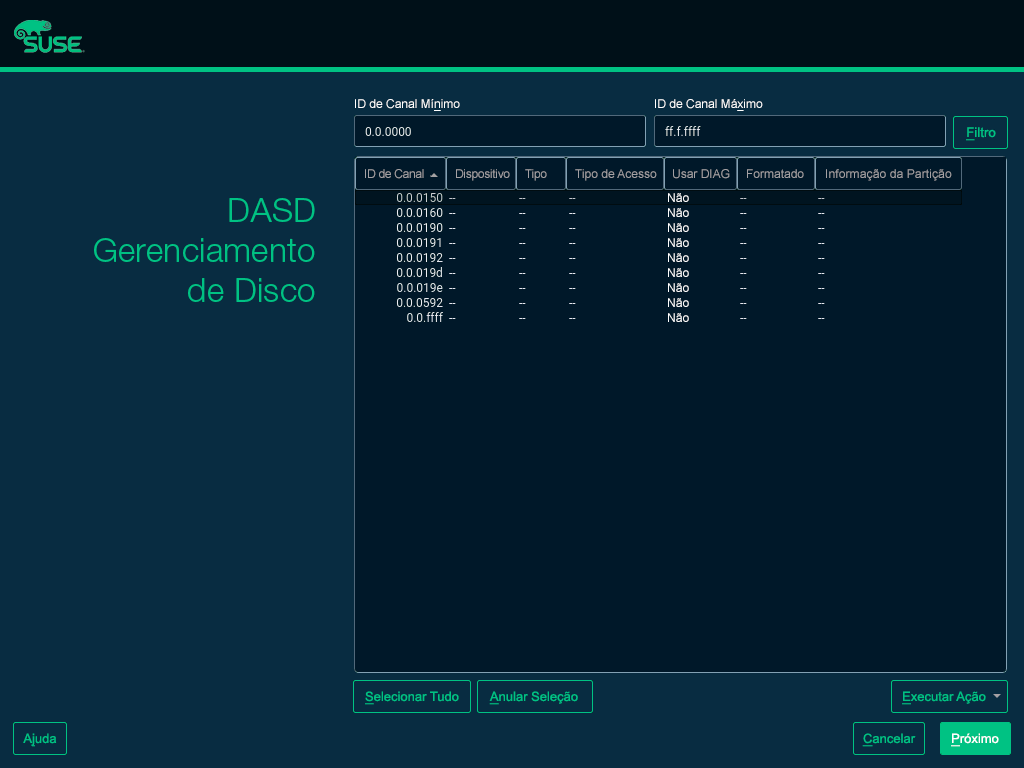 SUSE
ID de Canal Mínimo ID de Canal Máximo
0.0.0000 ff.f.ffff Filtro
DASD
Gerenciamento
de Disco
ID de Canal Dispositivo Tipo Tipo de Acesso Usar DIAG Formatado Informação da Partição
0.0.0150 -- -- -- Não -- --
0.0.0160 -- -- -- Não -- --
0.0.0190 -- -- -- Não -- --
0.0.0191 -- -- -- Não -- --
0.0.0192 -- -- -- Não -- --
0.0.019d -- -- -- Não -- --
0.0.019e -- -- -- Não -- --
0.0.0592 -- -- -- Não -- --
0.0.ffff -- -- -- Não -- --
Selecionar Tudo Anular Seleção Executar Ação
Ajuda Cancelar Próximo